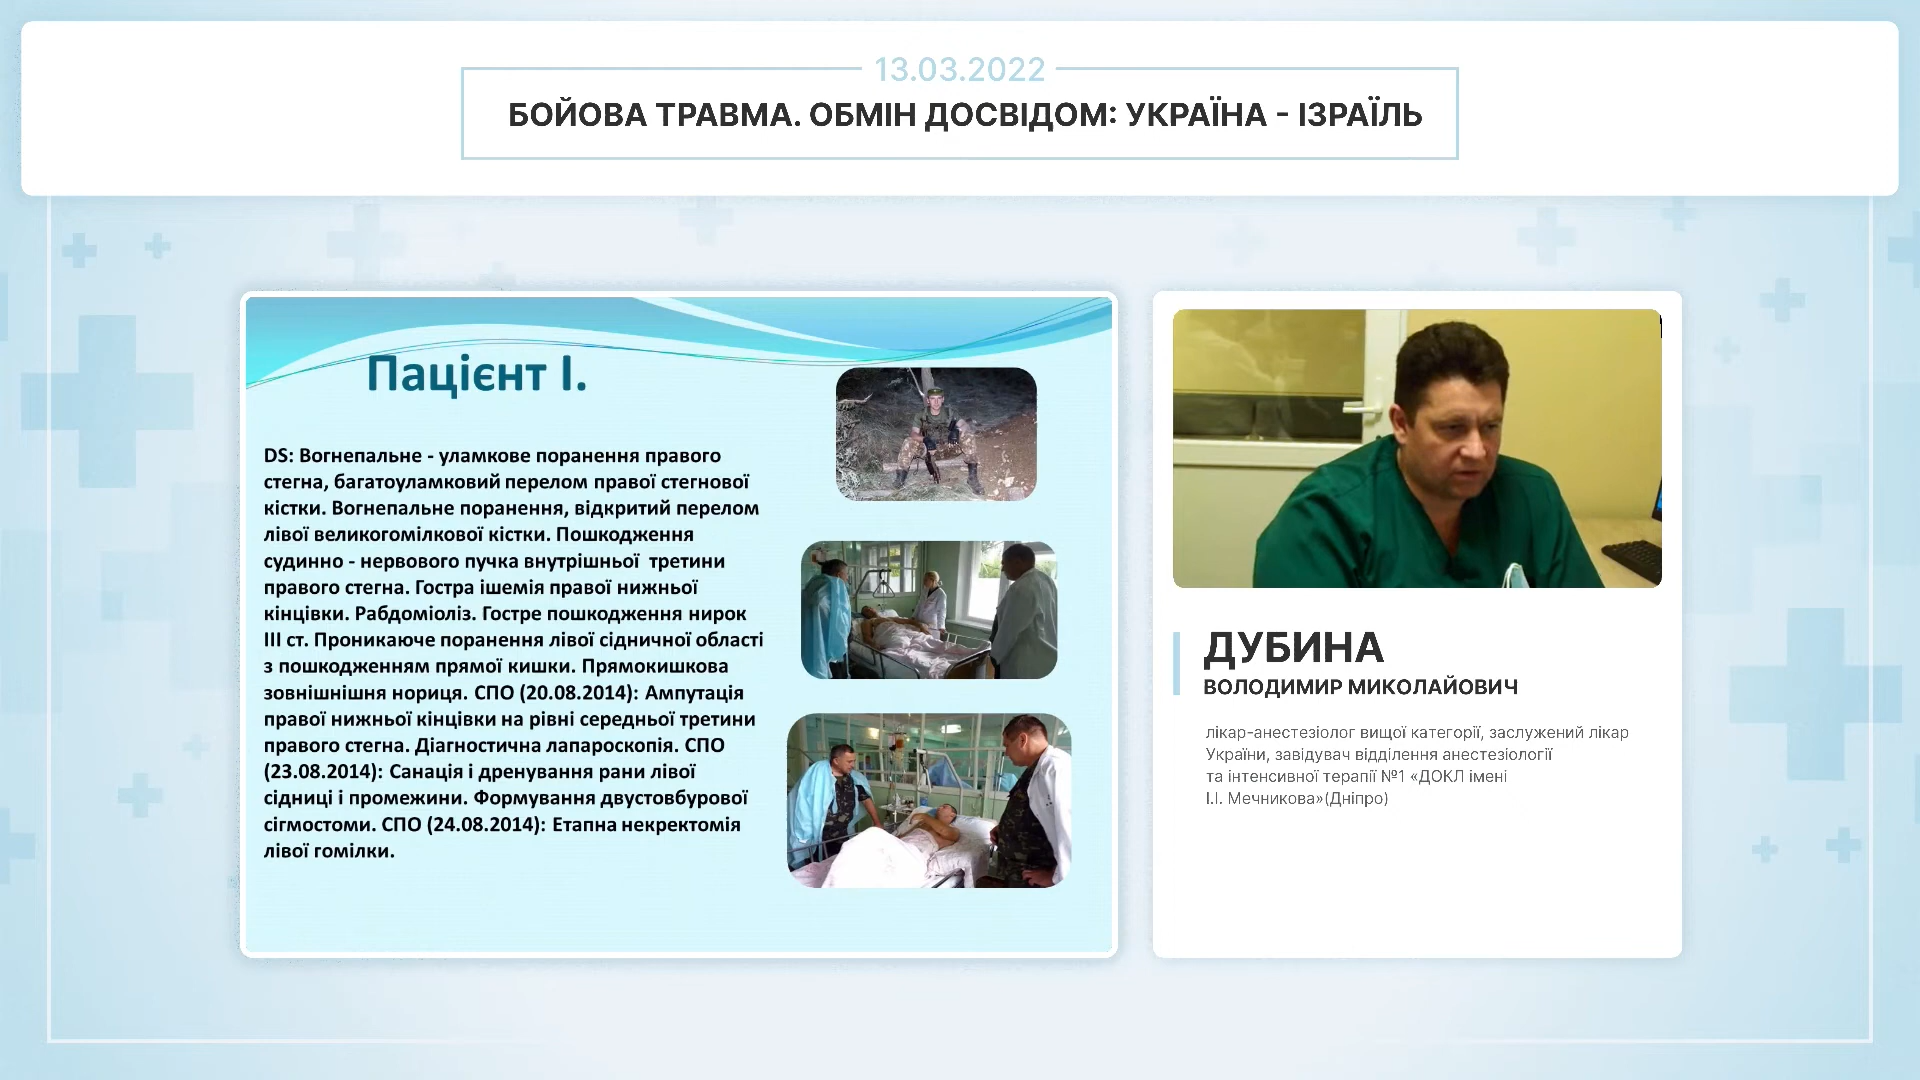 13.03.2022
БОЙОВА ТРАВМА. ОБМІН ДОСВІДОМ: УКРАЇНА - ІЗРАЇЛЬ
Пацієнт І.
DS: Вогнепальне - уламкове поранення правого
стегна, багатоуламковий перелом правої стегнової
кістки. Вогнепальне поранення, відкритий перелом
лівої великогомілкової кістки. Пошкодження
судинно - нервового пучка внутрішньої третини
правого стегна. Гостра ішемія правої нижньої
кінцівки. Рабдоміоліз. Гостре пошкодження нирок
ІІІ ст. Проникаюче поранення лівої сідничної області
з пошкодженням прямої кишки. Прямокишкова
зовнішнішня нориця. СПО (20.08.2014): Ампутація
правої нижньої кінцівки на рівні середньої третини
правого стегна. Діагностична лапароскопія. СПО
(23.08.2014): Санація і дренування рани лівої
сідниці і промежини. Формування двустовбурової
сігмостоми. СПО (24.08.2014): Етапна некректомія
лівої гомілки.
ДУБИНА
ВОЛОДИМИР МИКОЛАЙОВИЧ
лікар-анестезіолог вищої категорії, заслужений лікар
України, завідувач відділення анестезіології
та інтенсивної терапії №1 «ДОКЛ імені
І.І. Мечникова»(Дніпро)